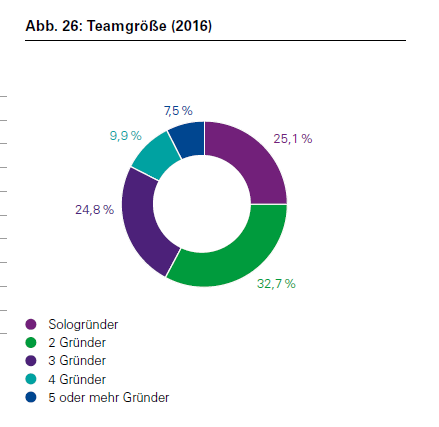 Abb. 26: Teamgröße (2016)
7,5 %
9,9 %
25,1 %
24,8 %
32,7 %
Sologründer
2 Gründer
3 Gründer
4 Gründer
5 oder mehr Gründer